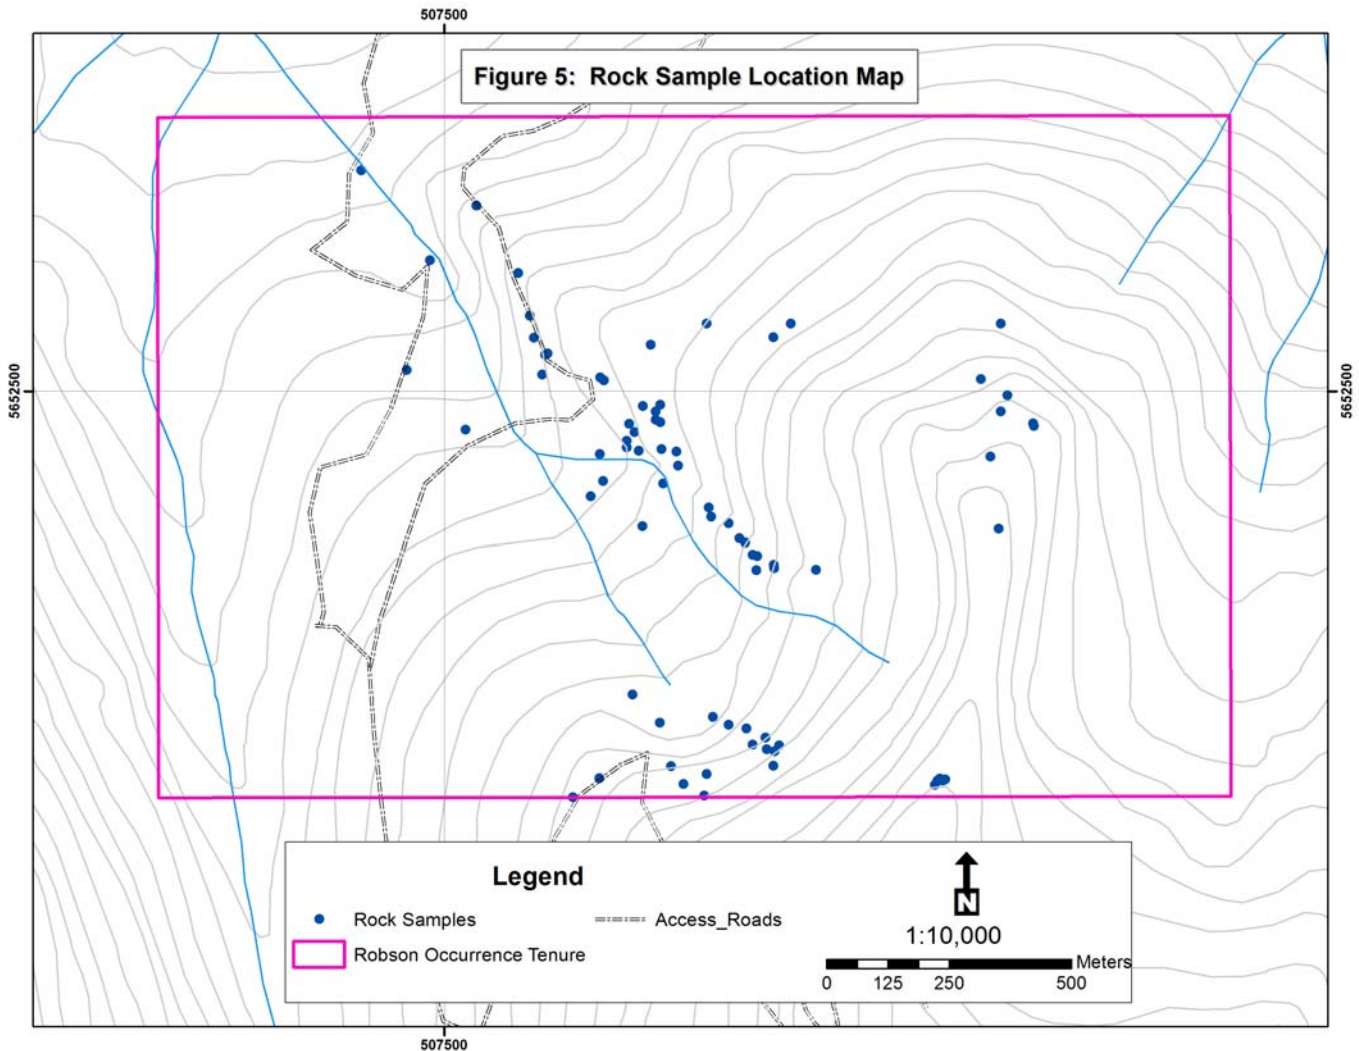 507500
Figure 5:  Rock Sample Location Map
5652500
5652500
Legend
Rock Samples
Access_Roads
Robson Occurrence Tenure
N
1:10,000
Meters
0 125 250 500
507500